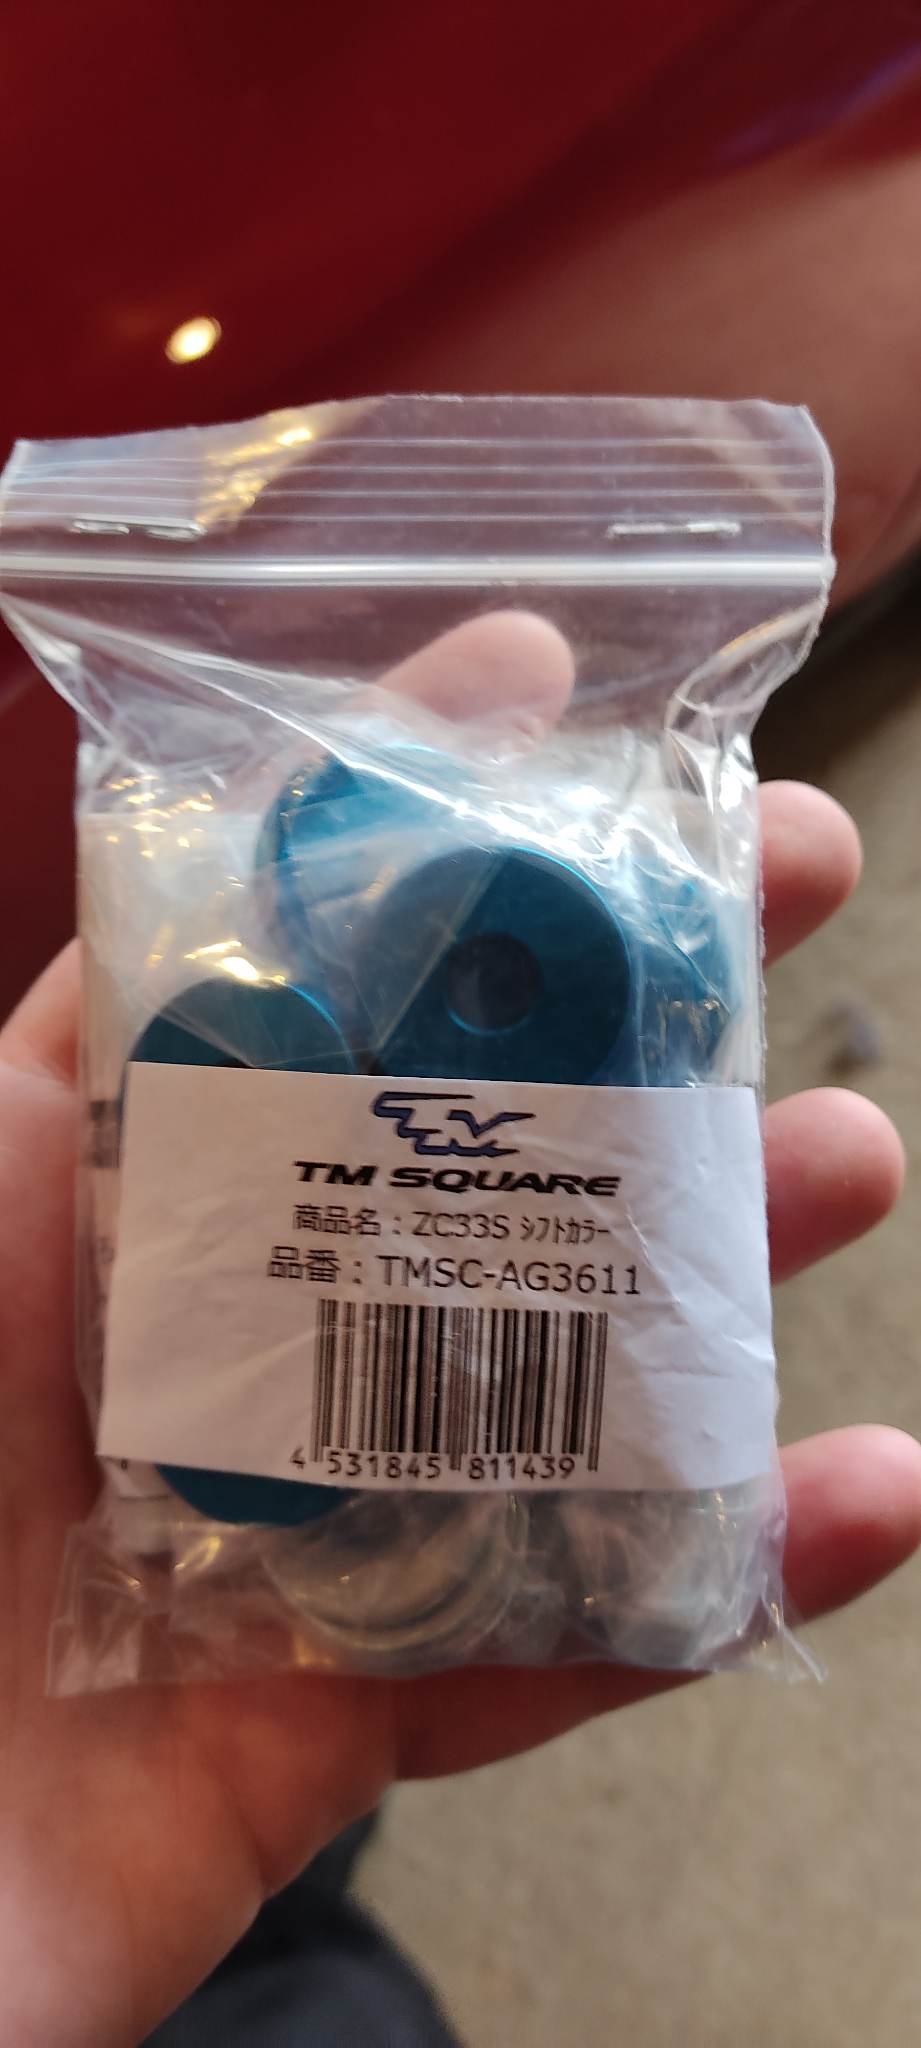 TM
TM SQUARE
商品名：ZC33S ｼﾌﾄｶﾗｰ
品番：TMSC-AG3611
4 531845 811439